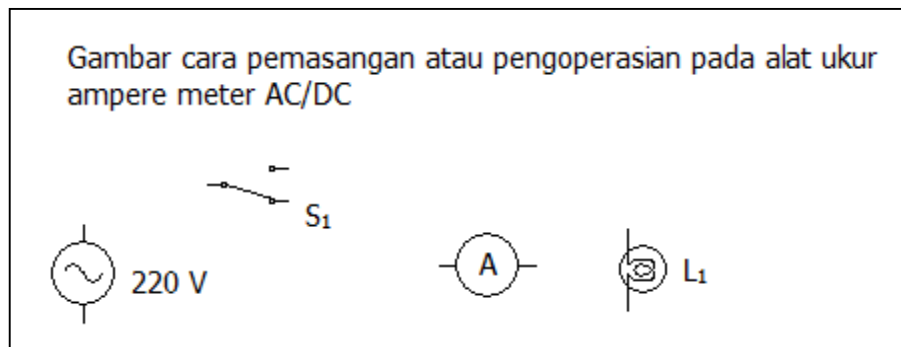 Gambar cara pemasangan atau pengoperasian pada alat ukur
ampere meter AC/DC
S₁
220 V
A
L₁